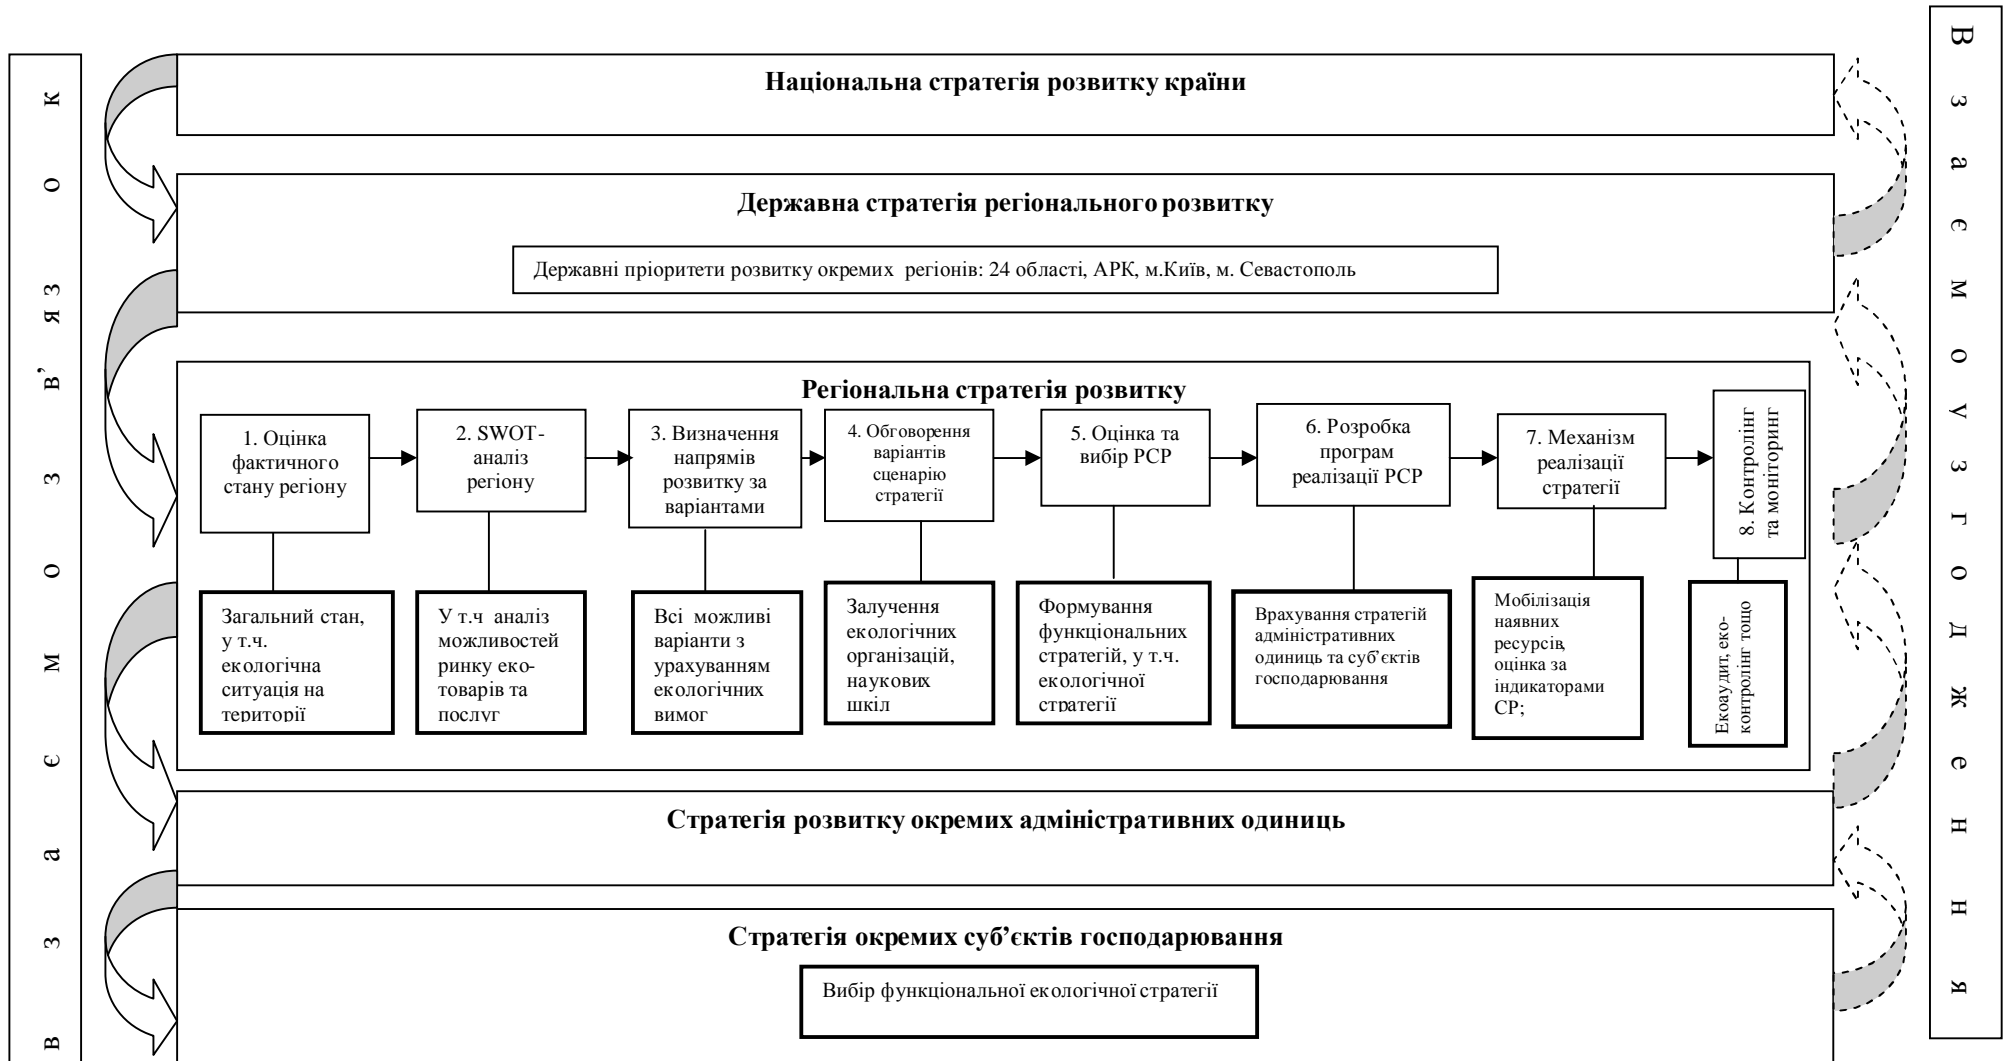 Національна стратегія розвитку країни
Державна стратегія регіонального розвитку
Державні пріоритети розвитку окремих регіонів: 24 області, АРК, м.Київ, м. Севастополь
Регіональна стратегія розвитку
1. Оцінка
фактичного
стану регіону
2. SWOT-
аналіз
регіону
3. Визначення
напрямів
розвитку за
варіантами
4. Обговорення
варіантів
сценарію
стратегії
5. Оцінка та
вибір РСР
6. Розробка
програм
реалізації РСР
7. Механізм
реалізації
стратегії
8. Контролінг
та моніторинг
Загальний стан,
у т.ч.
екологічна
ситуація на
території
У т.ч аналіз
можливостей
ринку еко-
товарів та
послуг
Всі можливі
варіанти з
урахуванням
екологічних
вимог
Залучення
екологічних
організацій,
наукових
шкіл
Формування
функціональних
стратегій, у т.ч.
екологічної
стратегії
Врахування стратегій
адміністративних
одиниць та суб’єктів
господарювання
Мобілізація
наявних
ресурсів,
оцінка за
індикаторами
СР;
Екоаудит, еко-
контролінг тощо
Стратегія розвитку окремих адміністративних одиниць
Стратегія окремих суб’єктів господарювання
Вибір функціональної екологічної стратегії
взаємозв’язок
Взаємоузгодження